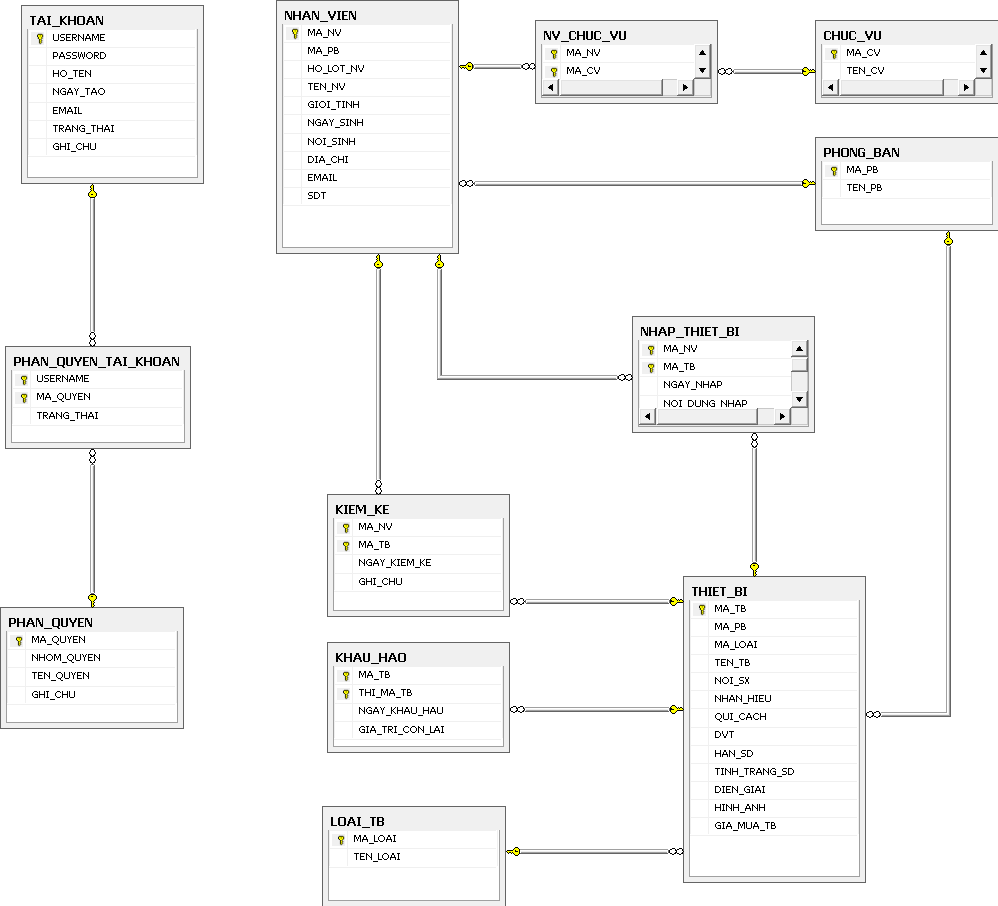 TAI_KHOAN
USERNAME
PASSWORD
HO_TEN
NGAY_TAO
EMAIL
TRANG_THAI
GHI_CHU
NHAN_VIEN
MA_NV
MA_PB
HO_LOT_NV
TEN_NV
GIOI_TINH
NGAY_SINH
NOI_SINH
DIA_CHI
EMAIL
SDT
NV_CHUC_VU
MA_NV
MA_CV
CHUC_VU
MA_CV
TEN_CV
PHONG_BAN
MA_PB
TEN_PB
PHAN_QUYEN_TAI_KHOAN
USERNAME
MA_QUYEN
TRANG_THAI
NHAP_THIET_BI
MA_NV
MA_TB
NGAY_NHAP
NOI_DUNG_NHAP
KIEM_KE
MA_NV
MA_TB
NGAY_KIEM_KE
GHI_CHU
PHAN_QUYEN
MA_QUYEN
NHOM_QUYEN
TEN_QUYEN
GHI_CHU
KHAU_HAO
MA_TB
THI_MA_TB
NGAY_KHAU_HAU
GIA_TRI_CON_LAI
THIET_BI
MA_TB
MA_PB
MA_LOAI
TEN_TB
NOI_SX
NHAN_HIEU
QUI_CACH
DVT
HAN_SD
TINH_TRANG_SD
DIEN_GIAI
HINH_ANH
GIA_MUA_TB
LOAI_TB
MA_LOAI
TEN_LOAI